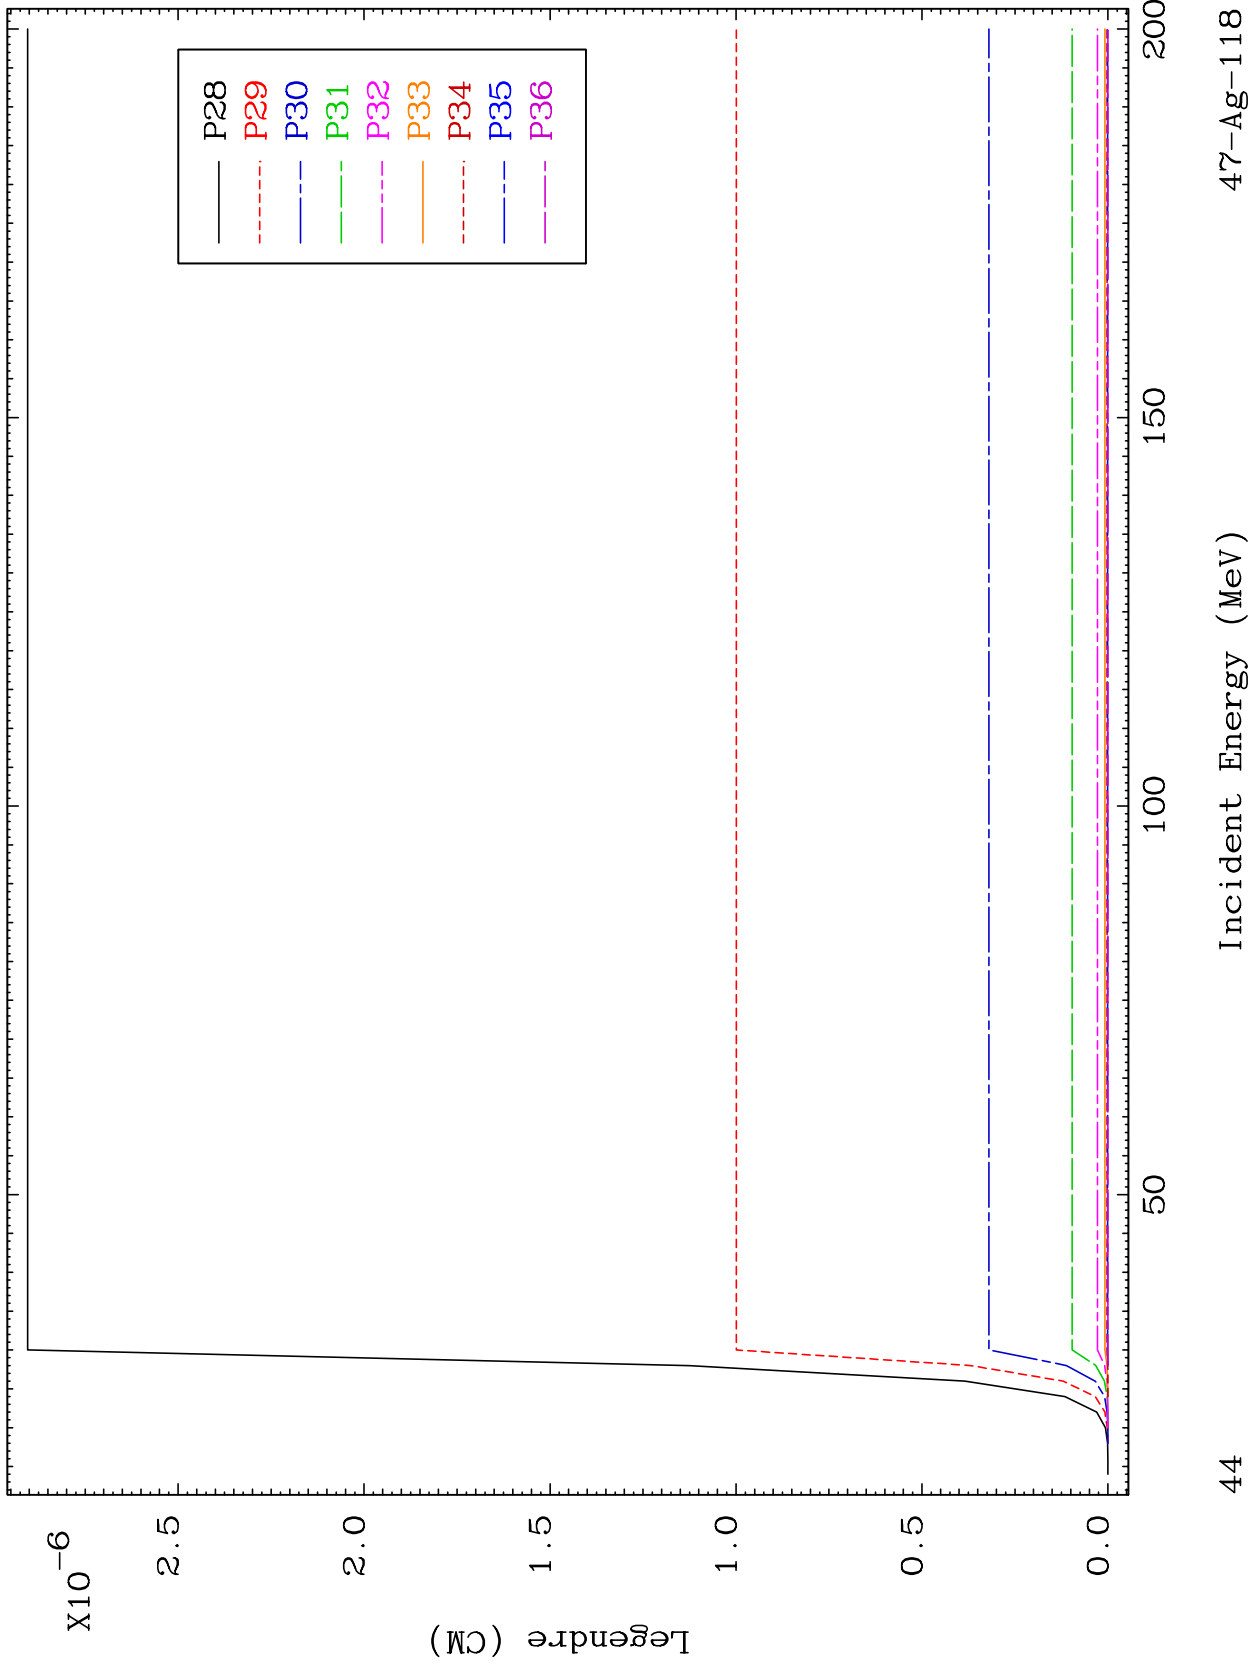 X10 -6
2.5
2.0
1.5
1.0
0.5
0.0
Legendre (CM)
P28
P29
P30
P31
P32
P33
P34
P35
P36
50
100
150
200
44
Incident Energy (MeV)
47-Ag-118